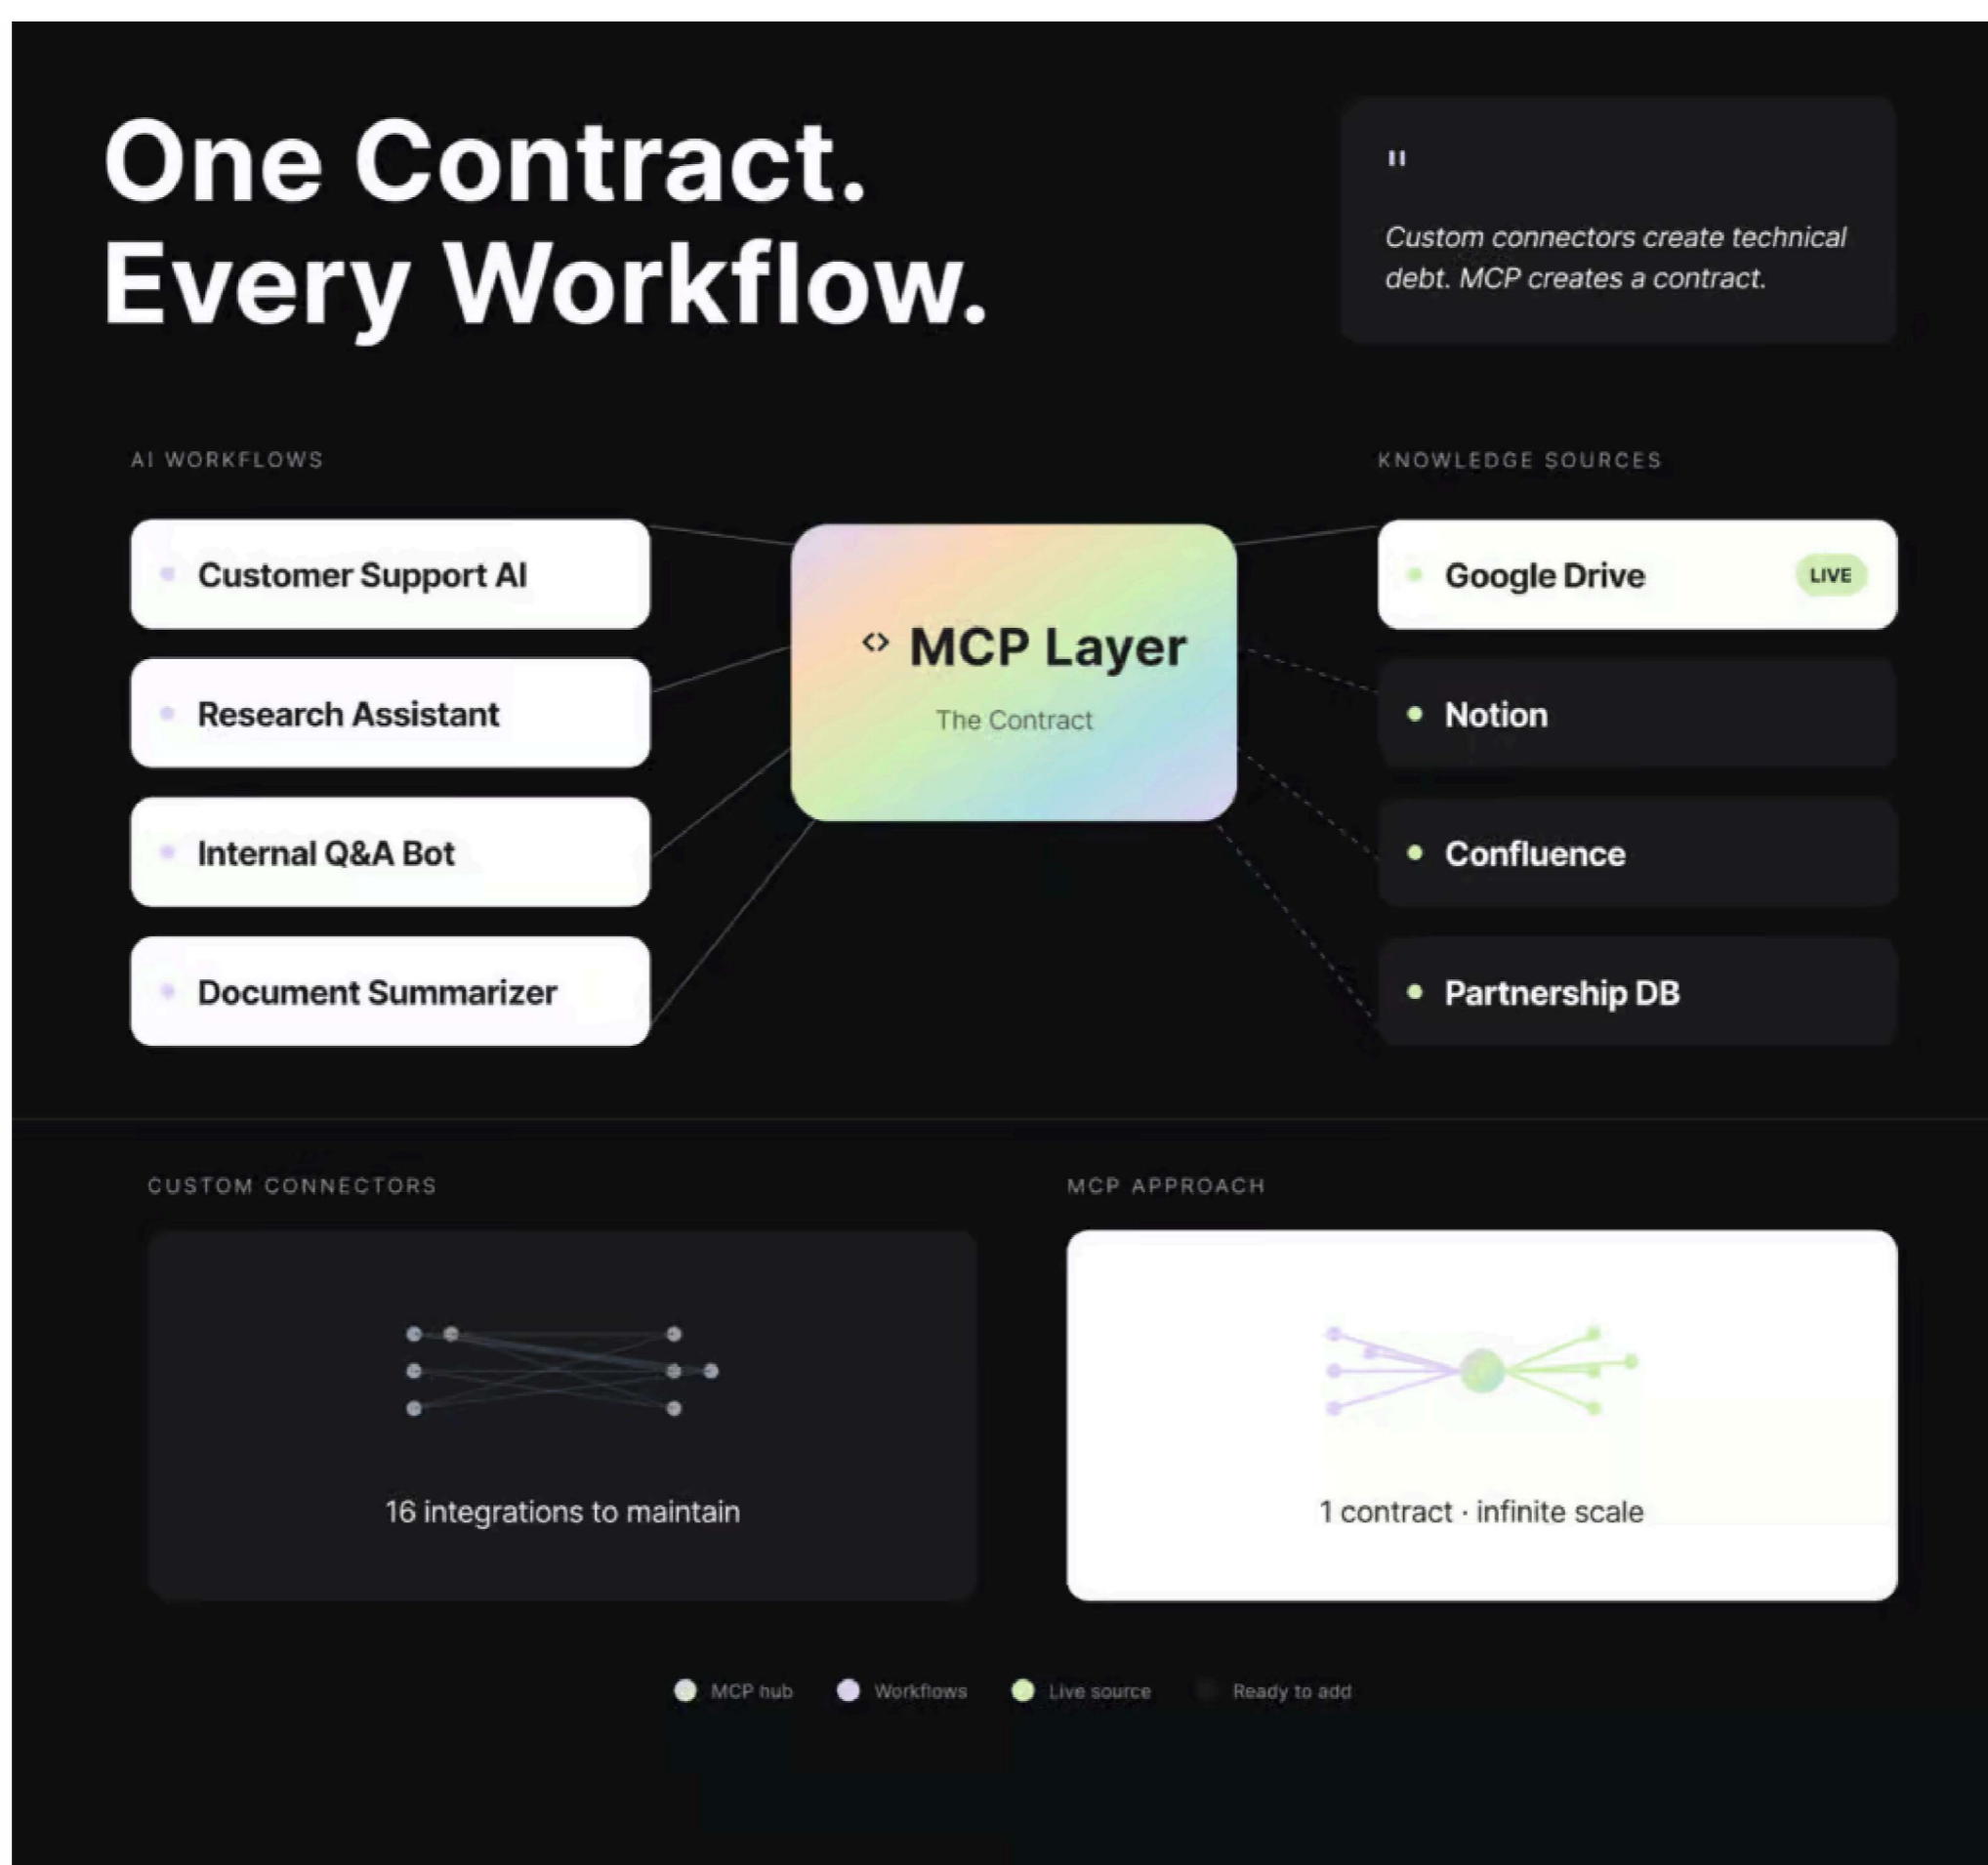 One Contract.
Every Workflow.
"
Custom connectors create technical
debt. MCP creates a contract.
AI WORKFLOWS
KNOWLEDGE SOURCES
Customer Support AI
Research Assistant
Internal Q&A Bot
Document Summarizer
<> MCP Layer
The Contract
Google Drive
LIVE
Notion
Confluence
Partnership DB
CUSTOM CONNECTORS
16 integrations to maintain
MCP APPROACH
1 contract · infinite scale
MCP hub
Workflows
Live source
Ready to add